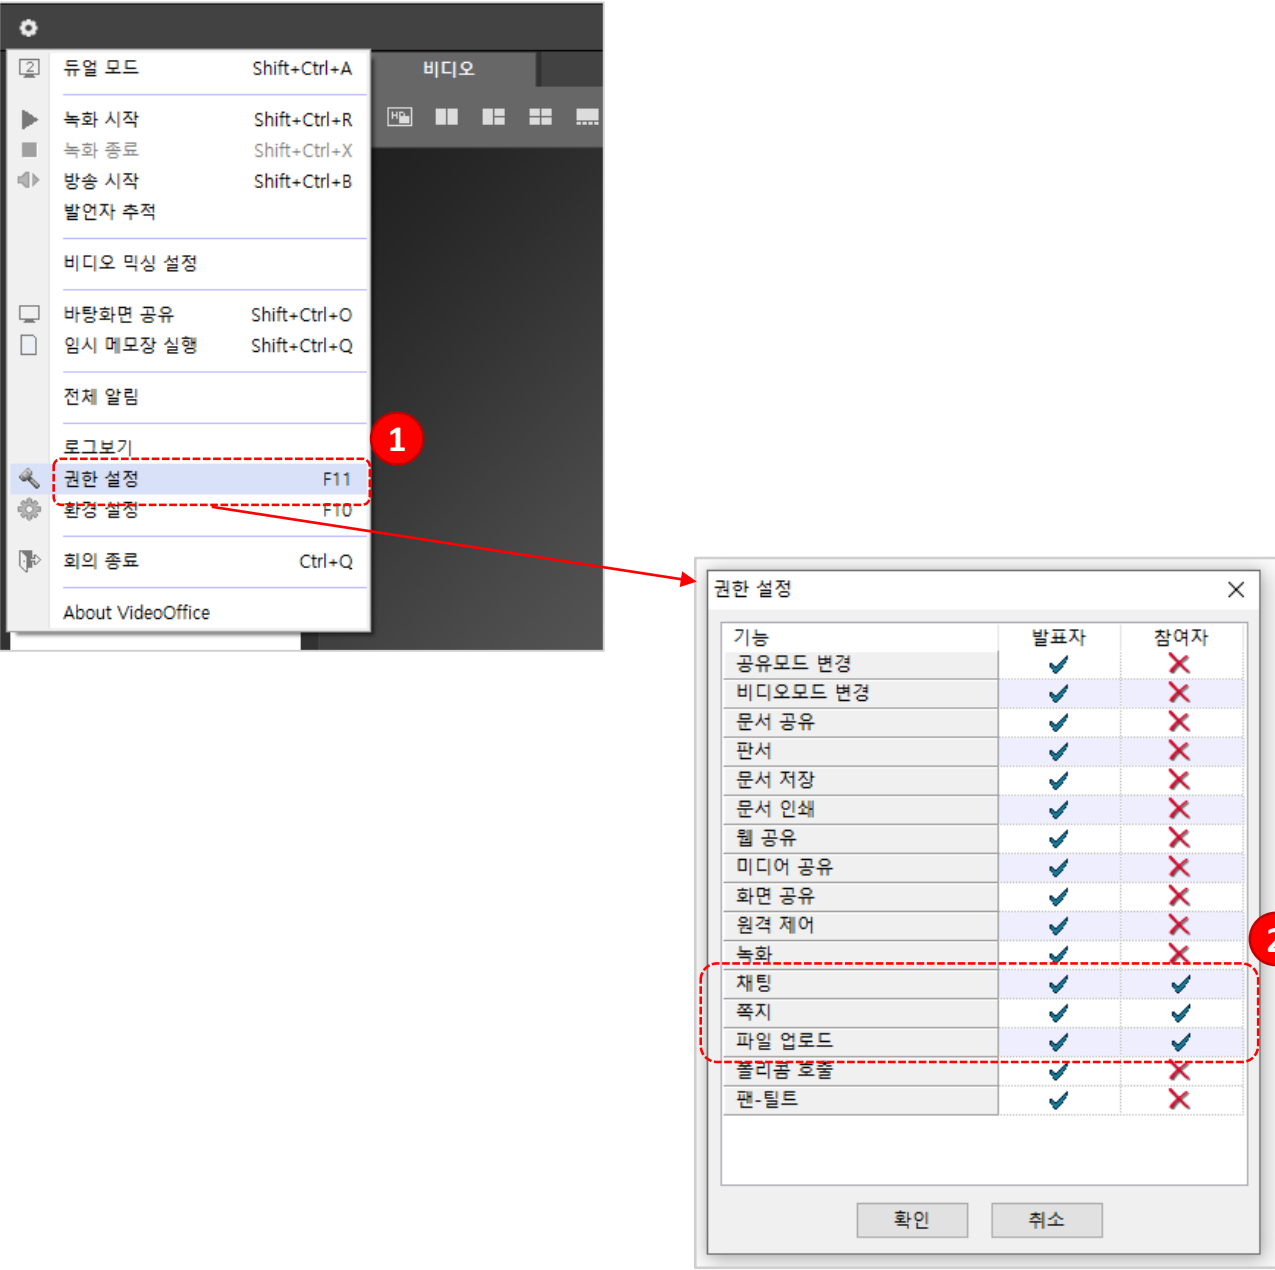 2 듀얼 모드 Shift+Ctrl+A
비디오
녹화 시작 Shift+Ctrl+R
HD
녹화 종료 Shift+Ctrl+X
방송 시작 Shift+Ctrl+B
발언자 추적
비디오 믹싱 설정
바탕화면 공유 Shift+Ctrl+O
임시 메모장 실행 Shift+Ctrl+Q
전체 알림
로그보기
1
권한 설정 F11
환경 설정 F10
회의 종료 Ctrl+Q
About VideoOffice
권한 설정
기능 발표자 참여자
공유모드 변경
비디오모드 변경
문서 공유
판서
문서 저장
문서 인쇄
웹 공유
미디어 공유
화면 공유
원격 제어
2
녹화
채팅
쪽지
파일 업로드
폴리콤 호출
팬-틸트
확인 취소